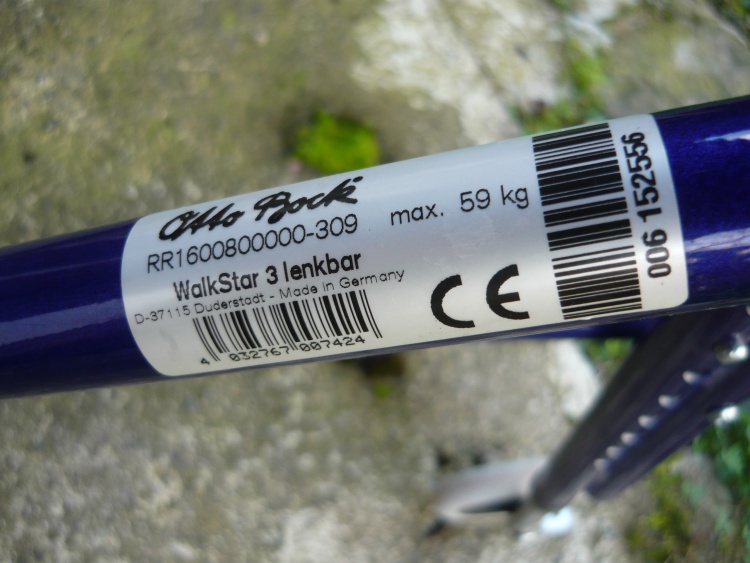 Otto Bock
RR1600800000-309
WalkStar 3 lenkbar
D-37115 Duderstadt - Made in Germany
4 032767 007424
max. 59 kg
CE
006 152556